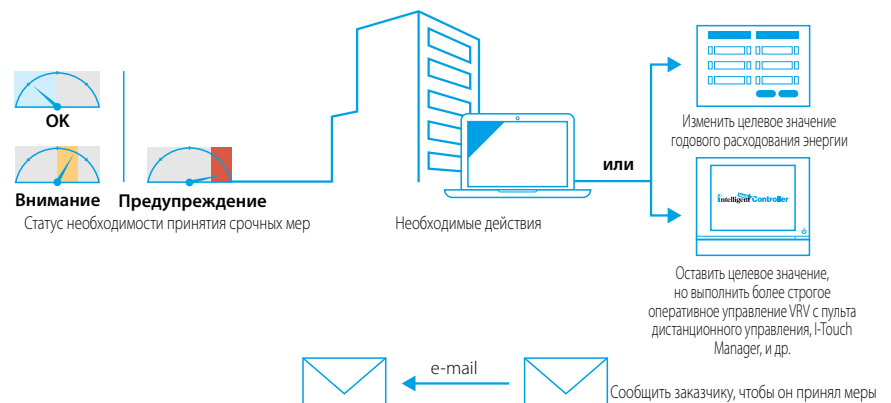 OK
Внимание
Предупреждение
Статус необходимости принятия срочных мер
Необходимые действия
или
Изменить целевое значение
годового расходования энергии
intelligent Controller
Оставить целевое значение,
но выполнить более строгое
оперативное управление VRV с пульта
дистанционного управления, I-Touch
Manager, и др.
e-mail
Сообщить заказчику, чтобы он принял меры